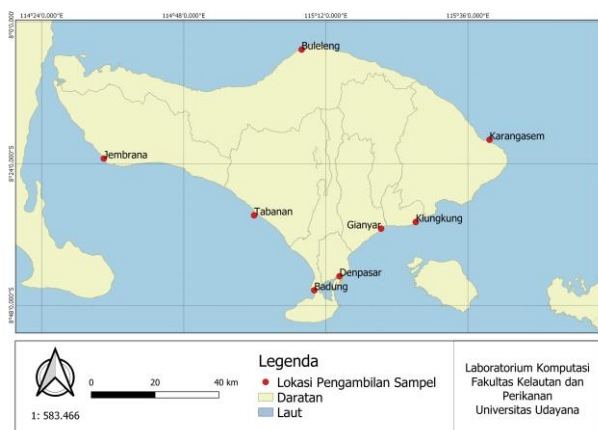 114°24'0,000"E
114°48'0,000"E
115°12'0,000"E
115°36'0,000"E
8°0'0,000"S
Buleleng
Karangasem
Jembrana
8°24'0,000"S
Tabanan
Klungkung
Gianyar
Denpasar
Badung
8°48'0,000"S
Legenda
Lokasi Pengambilan Sampel
Daratan
Laut
0 20 40 km
1: 583.466
Laboratorium Komputasi
Fakultas Kelautan dan
Perikanan
Universitas Udayana